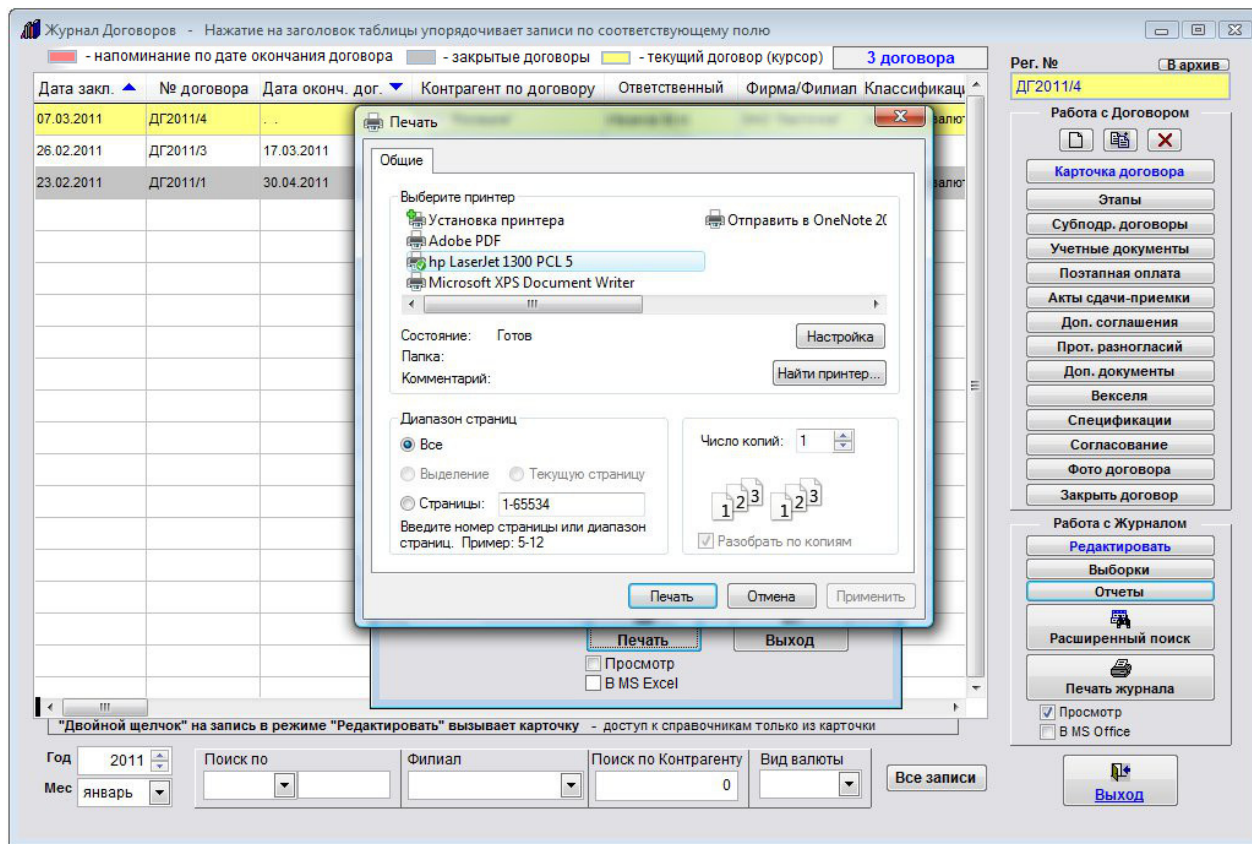 Журнал Договоров - Нажатие на заголовок таблицы упорядочивает записи по соответствующему полю
- напоминание по дате окончания договора - закрытые договоры - текущий договор (курсор) 3 договора
Дата закл. № договора Дата оконч. дог. Контрагент по договору Ответственный Фирма/Филиал Классификаци
07.03.2011 ДГ2011/4 . .
26.02.2011 ДГ2011/3 17.03.2011
23.02.2011 ДГ2011/1 30.04.2011
Печать
Общие
Выберите принтер
Установка принтера Отправить в OneNote 20
Adobe PDF
hp LaserJet 1300 PCL 5
Microsoft XPS Document Writer
Состояние: Готов
Настройка
Папка:
Комментарий:
Найти принтер...
Диапазон страниц
Все
Выделение Текущую страницу
Страницы: 1-65534
Введите номер страницы или диапазон
страниц. Пример: 5-12
Число копий: 1
1 2 3 1 2 3
Разобрать по копиям
Печать Отмена Применить
Печать Выход
Просмотр
В MS Excel
"Двойной щелчок" на запись в режиме "Редактировать" вызывает карточку - доступ к справочникам только из карточки
Год 2011
Мес январь
Поиск по
Филиал
Поиск по Контрагенту
0
Вид валюты
Все записи
Рег. № В архив
ДГ2011/4
Работа с Договором
Карточка договора
Этапы
Субподр. договоры
Учетные документы
Поэтапная оплата
Акты сдачи-приемки
Доп. соглашения
Прот. разногласий
Доп. документы
Векселя
Спецификации
Согласование
Фото договора
Закрыть договор
Работа с Журналом
Редактировать
Выборки
Отчеты
Расширенный поиск
Печать журнала
Просмотр
В MS Office
Выход